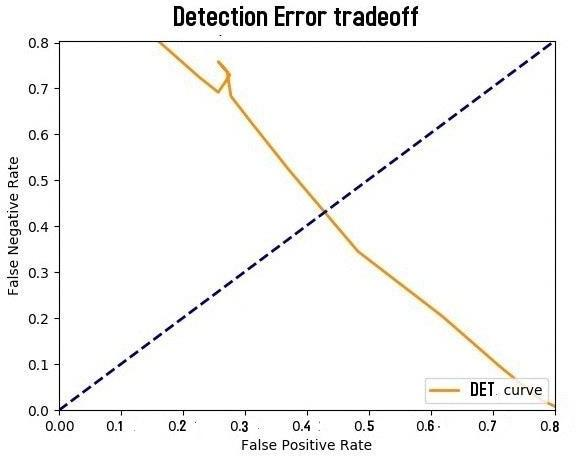 Detection Error tradeoff
0.8
0.7
0.6
0.5
0.4
0.3
0.2
0.1
0.0
False Negative Rate
DET curve
0.00 0.1 0.2 0.3 0.4 0.5 0.6 0.7 0.8
False Positive Rate